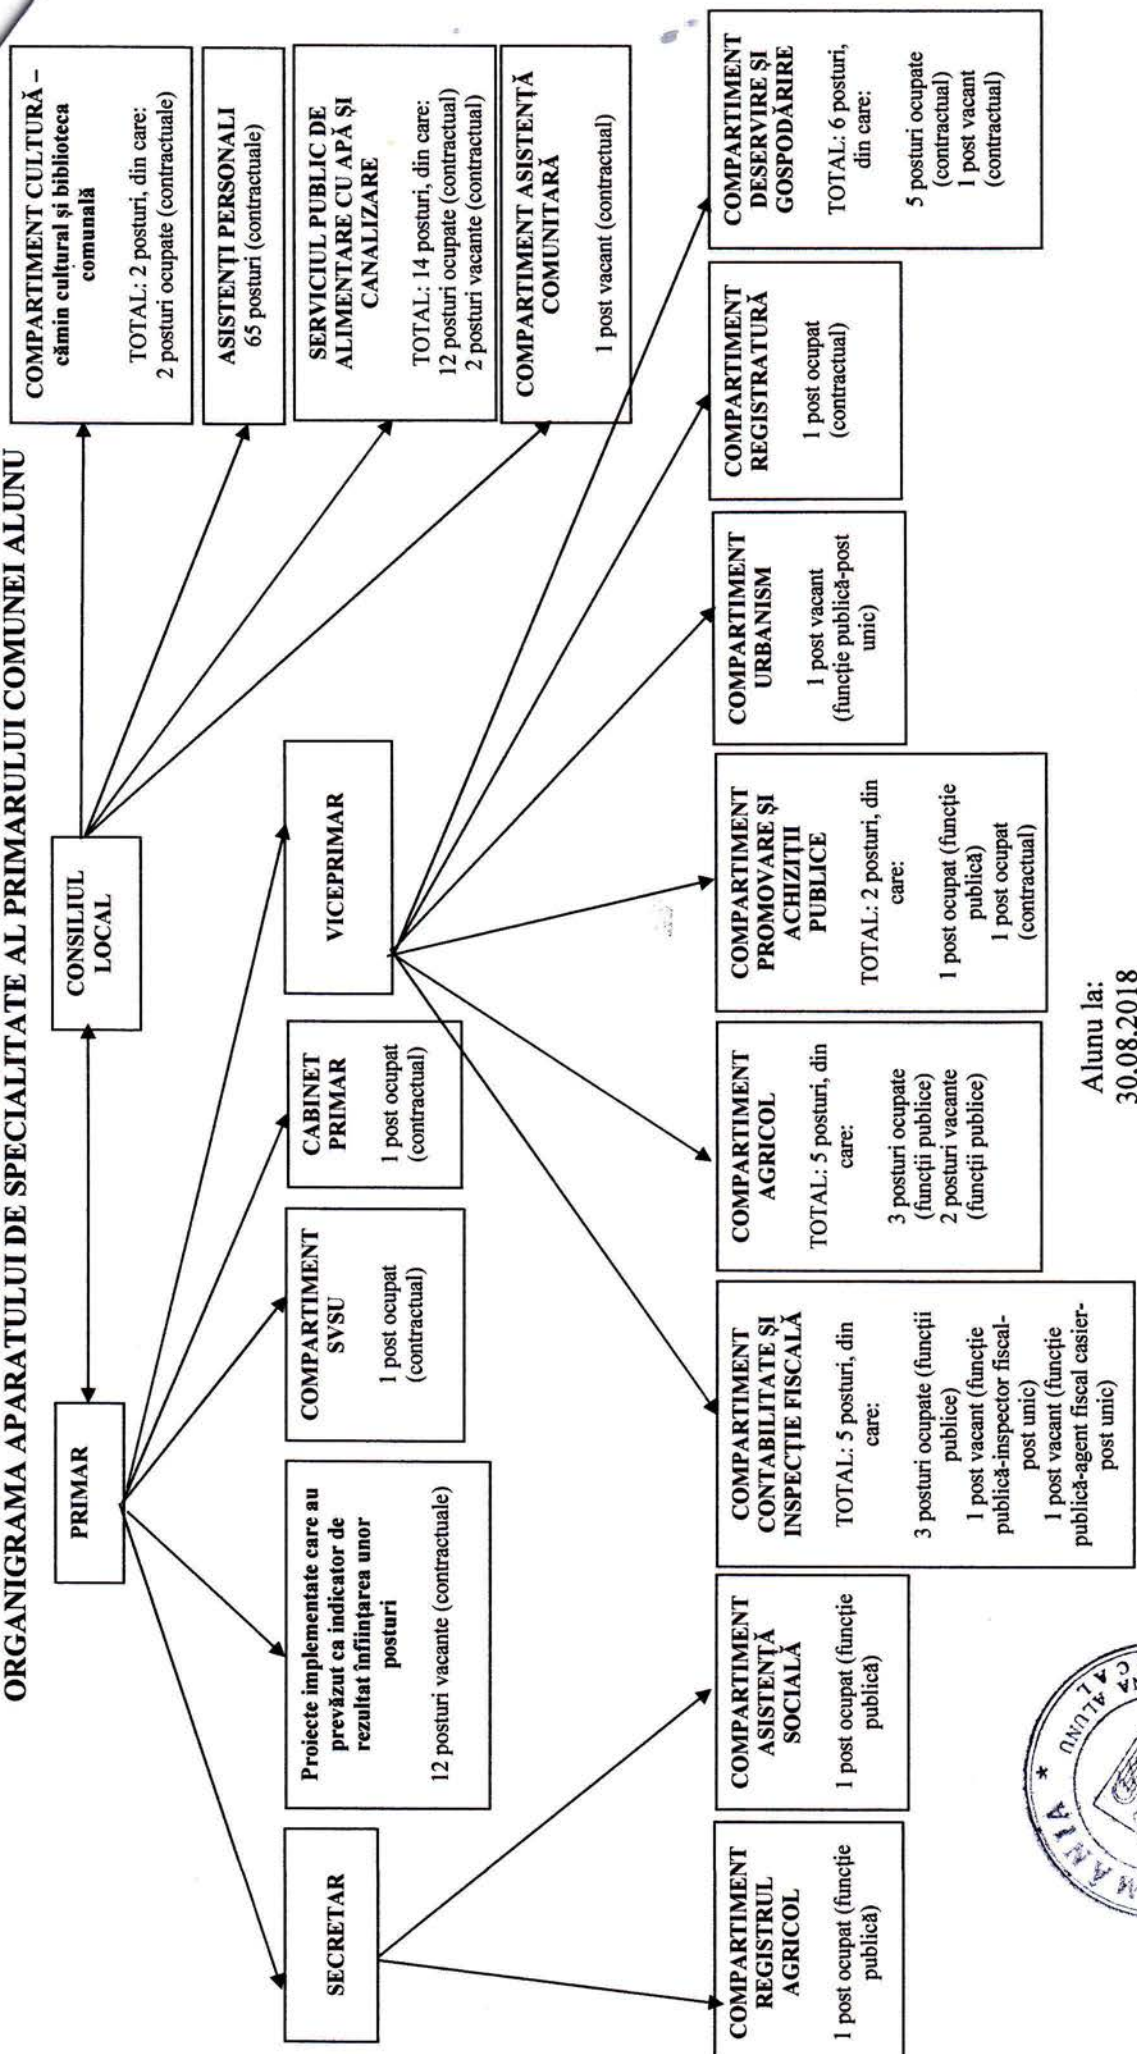 ORGANIGRAMA APARATULUI DE SPECIALITATE AL PRIMARULUI COMUNEI ALUNU
PRIMAR
CONSILIUL
LOCAL
COMPARTIMENT CULTURĂ –
cămin cultural și biblioteca
comunală
TOTAL: 2 posturi, din care:
2 posturi ocupate (contractuale)
ASISTENȚI PERSONALI
65 posturi (contractuale)
SERVICIUL PUBLIC DE
ALIMENTARE CU APĂ ȘI
CANALIZARE
TOTAL: 14 posturi, din care:
12 posturi ocupate (contractual)
2 posturi vacante (contractual)
COMPARTIMENT ASISTENȚĂ
COMUNITARĂ
1 post vacant (contractual)
SECRETAR
Proiecte implementate care au
prevăzut ca indicator de
rezultat înființarea unor
posturi
12 posturi vacante (contractuale)
COMPARTIMENT
SVSU
1 post ocupat
(contractual)
CABINET
PRIMAR
1 post ocupat
(contractual)
VICEPRIMAR
COMPARTIMENT
REGISTRUL
AGRICOL
1 post ocupat (funcție
publică)
COMPARTIMENT
ASISTENȚĂ
SOCIALĂ
1 post ocupat (funcție
publică)
COMPARTIMENT
CONTABILITATE ȘI
INSPECȚIE FISCALĂ
TOTAL: 5 posturi, din
care:
3 posturi ocupate (funcții
publice)
1 post vacant (funcție
publică-inspector fiscal-
post unic)
1 post vacant (funcție
publică-agent fiscal casier-
post unic)
COMPARTIMENT
AGRICOL
TOTAL: 5 posturi, din
care:
3 posturi ocupate
(funcții publice)
2 posturi vacante
(funcții publice)
COMPARTIMENT
PROMOVARE ȘI
ACHIZIȚII
PUBLICE
TOTAL: 2 posturi, din
care:
1 post ocupat (funcție
publică)
1 post ocupat
(contractual)
COMPARTIMENT
URBANISM
1 post vacant
(funcție publică-post
unic)
COMPARTIMENT
REGISTRATURĂ
1 post ocupat
(contractual)
COMPARTIMENT
DESERVIRE ȘI
GOSPODĂRIRE
TOTAL: 6 posturi,
din care:
5 posturi ocupate
(contractual)
1 post vacant
(contractual)
Alunu la:
30.08.2018
ALUNU